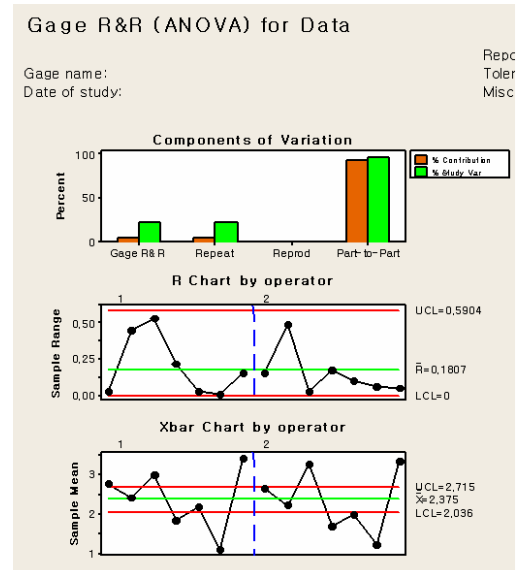 Gage R&R (ANOVA) for Data
Repo
Gage name:
Toler
Date of study:
Misc
Components of Variation
100
50
0
Percent
% Contribution
% Study Var
Gage R&R
Repeat
Reprod
Part-to-Part
R Chart by operator
1
2
0,50
0,25
0,00
Sample Range
UCL=0,5904
R̄=0,1807
LCL=0
Xbar Chart by operator
1
2
3
2
1
Sample Mean
UCL=2,715
X̿=2,375
LCL=2,036